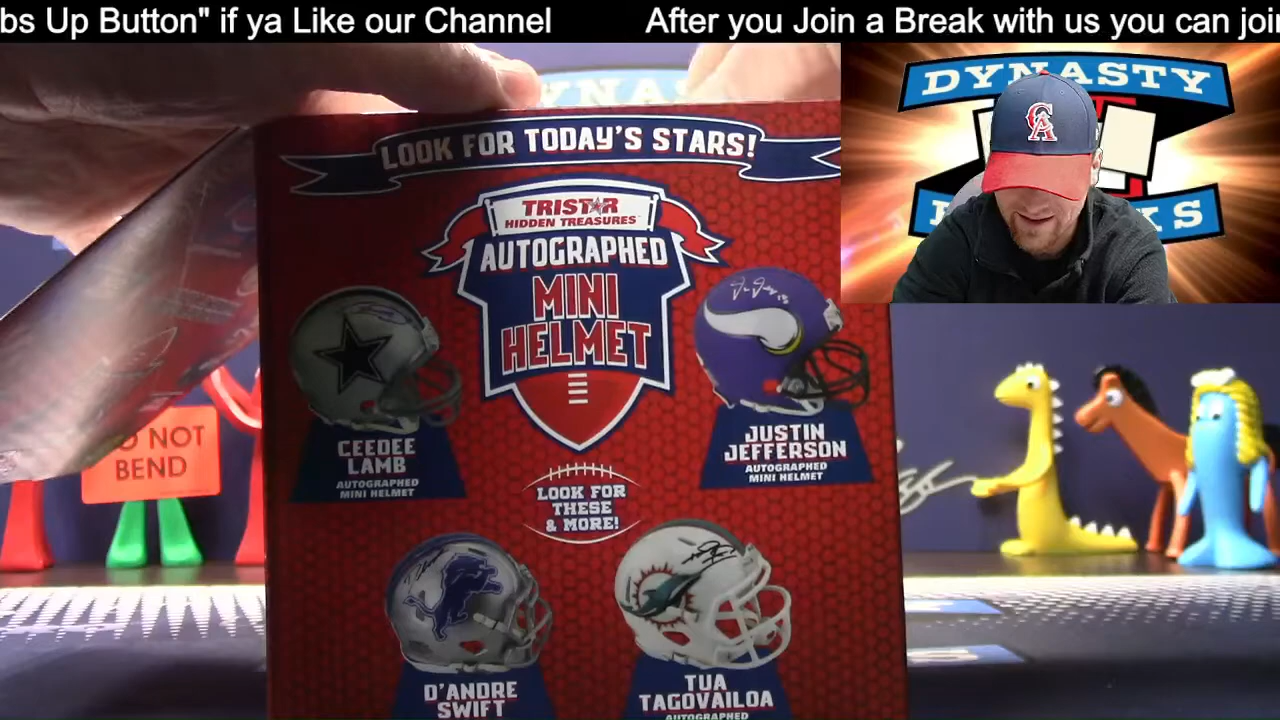 bs Up Button" if ya Like our Channel After you Join a Break with us you can join
DYNASTY
LOOK FOR TODAY'S STARS!
TRISTAR
HIDDEN TREASURES
AUTOGRAPHED
MINI
HELMET
CA
CEEDEE
LAMB
AUTOGRAPHED
MINI HELMET
JUSTIN
JEFFERSON
AUTOGRAPHED
MINI HELMET
LOOK FOR
THESE
& MORE!
O NOT
BEND
D'ANDRE
SWIFT
TUA
TAGOVAILOA
AUTOGRAPHED